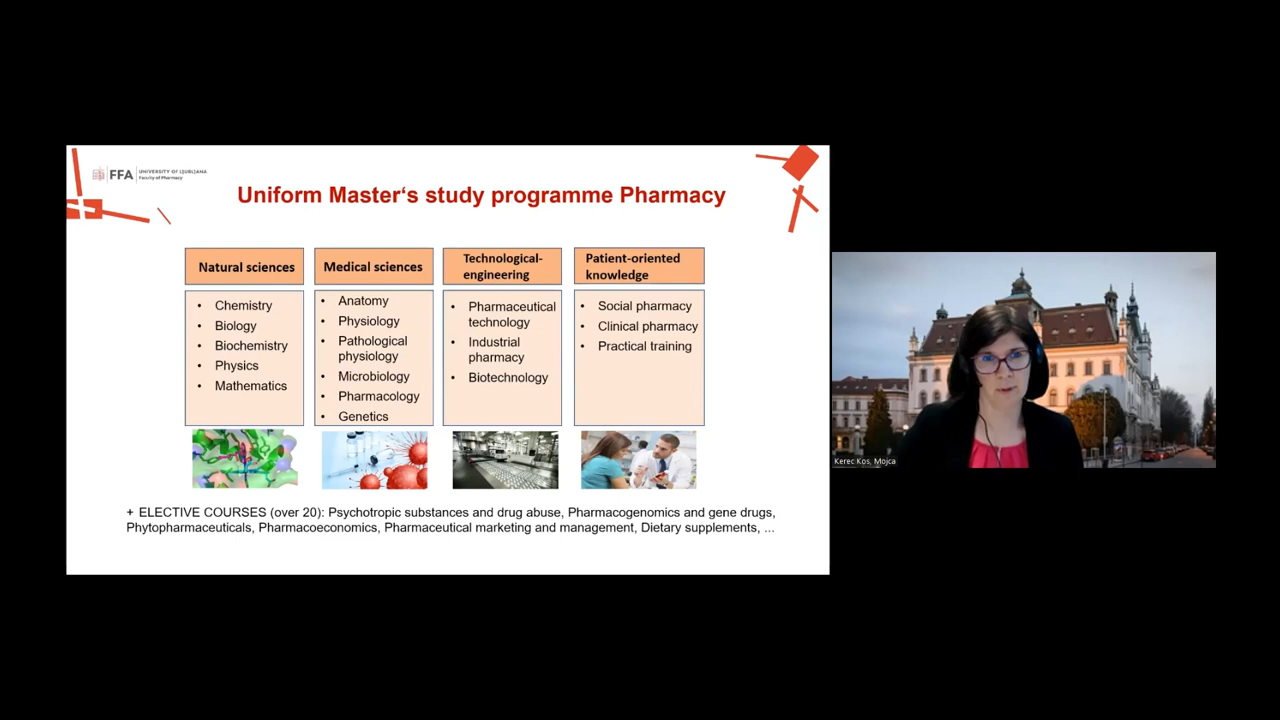 FFA
UNIVERSITY OF LJUBLJANA
Faculty of Pharmacy
Uniform Master‘s study programme Pharmacy
Natural sciences
• Chemistry
• Biology
• Biochemistry
• Physics
• Mathematics
Medical sciences
• Anatomy
• Physiology
• Pathological
physiology
• Microbiology
• Pharmacology
• Genetics
Technological-
engineering
• Pharmaceutical
technology
• Industrial
pharmacy
• Biotechnology
Patient-oriented
knowledge
• Social pharmacy
• Clinical pharmacy
• Practical training
+ ELECTIVE COURSES (over 20): Psychotropic substances and drug abuse, Pharmacogenomics and gene drugs,
Phytopharmaceuticals, Pharmacoeconomics, Pharmaceutical marketing and management, Dietary supplements, ...
Kerec Kos, Mojca